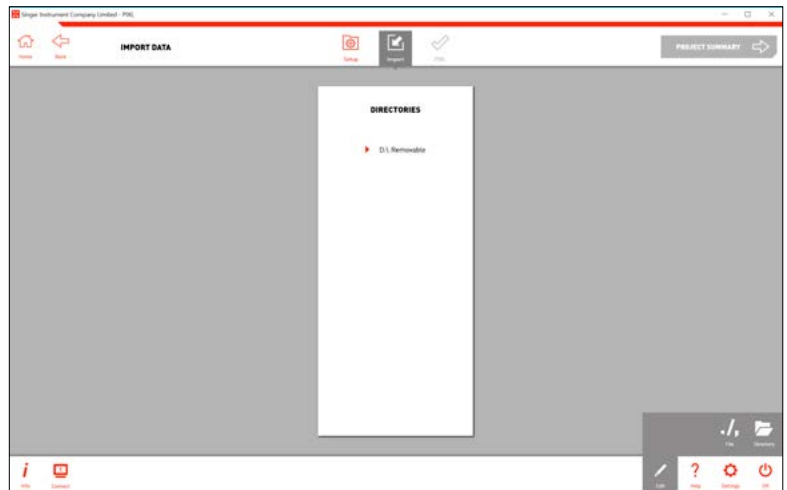 Singer Instrument Company Limited - PIXL
Home
Back
IMPORT DATA
Setup
Import
PIXL
PROJECT SUMMARY
DIRECTORIES
D:\ Removable
File
Directory
Info
Connect
Edit
Help
Settings
Off